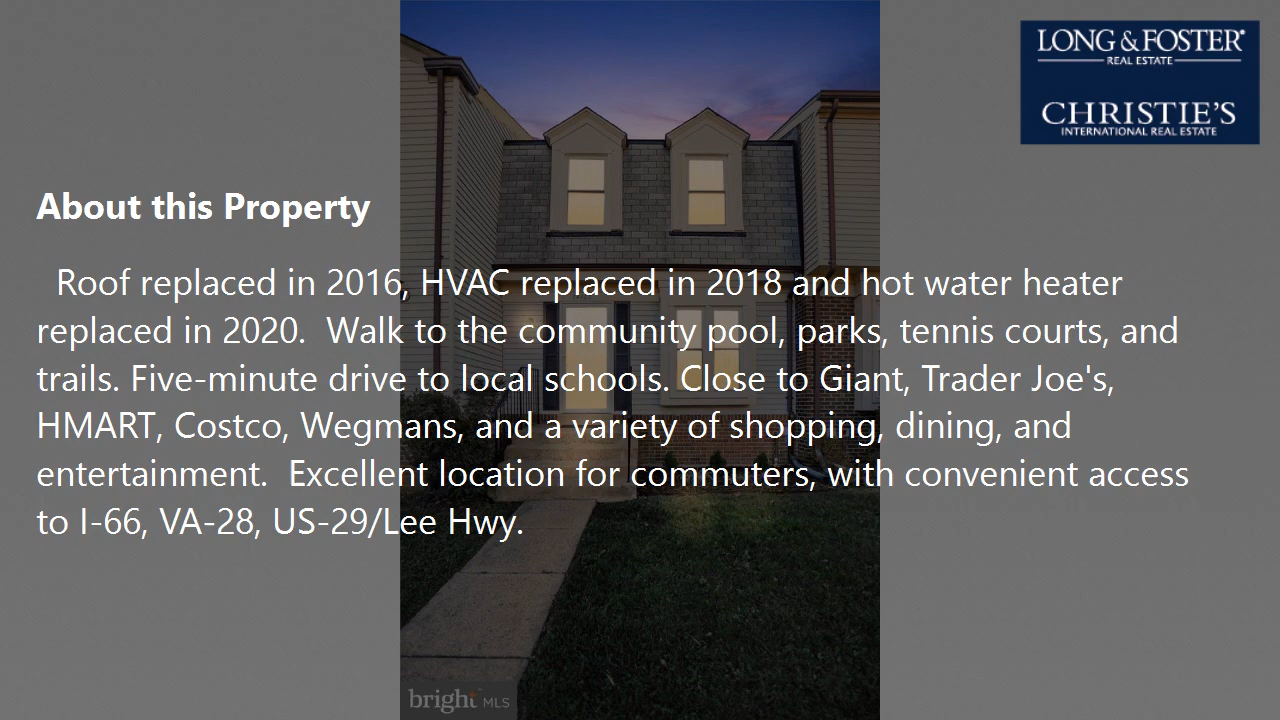 LONG & FOSTER®
REAL ESTATE
CHRISTIE'S
INTERNATIONAL REAL ESTATE
About this Property
Roof replaced in 2016, HVAC replaced in 2018 and hot water heater
replaced in 2020.  Walk to the community pool, parks, tennis courts, and
trails. Five-minute drive to local schools. Close to Giant, Trader Joe's,
HMART, Costco, Wegmans, and a variety of shopping, dining, and
entertainment.  Excellent location for commuters, with convenient access
to I-66, VA-28, US-29/Lee Hwy.
bright MLS